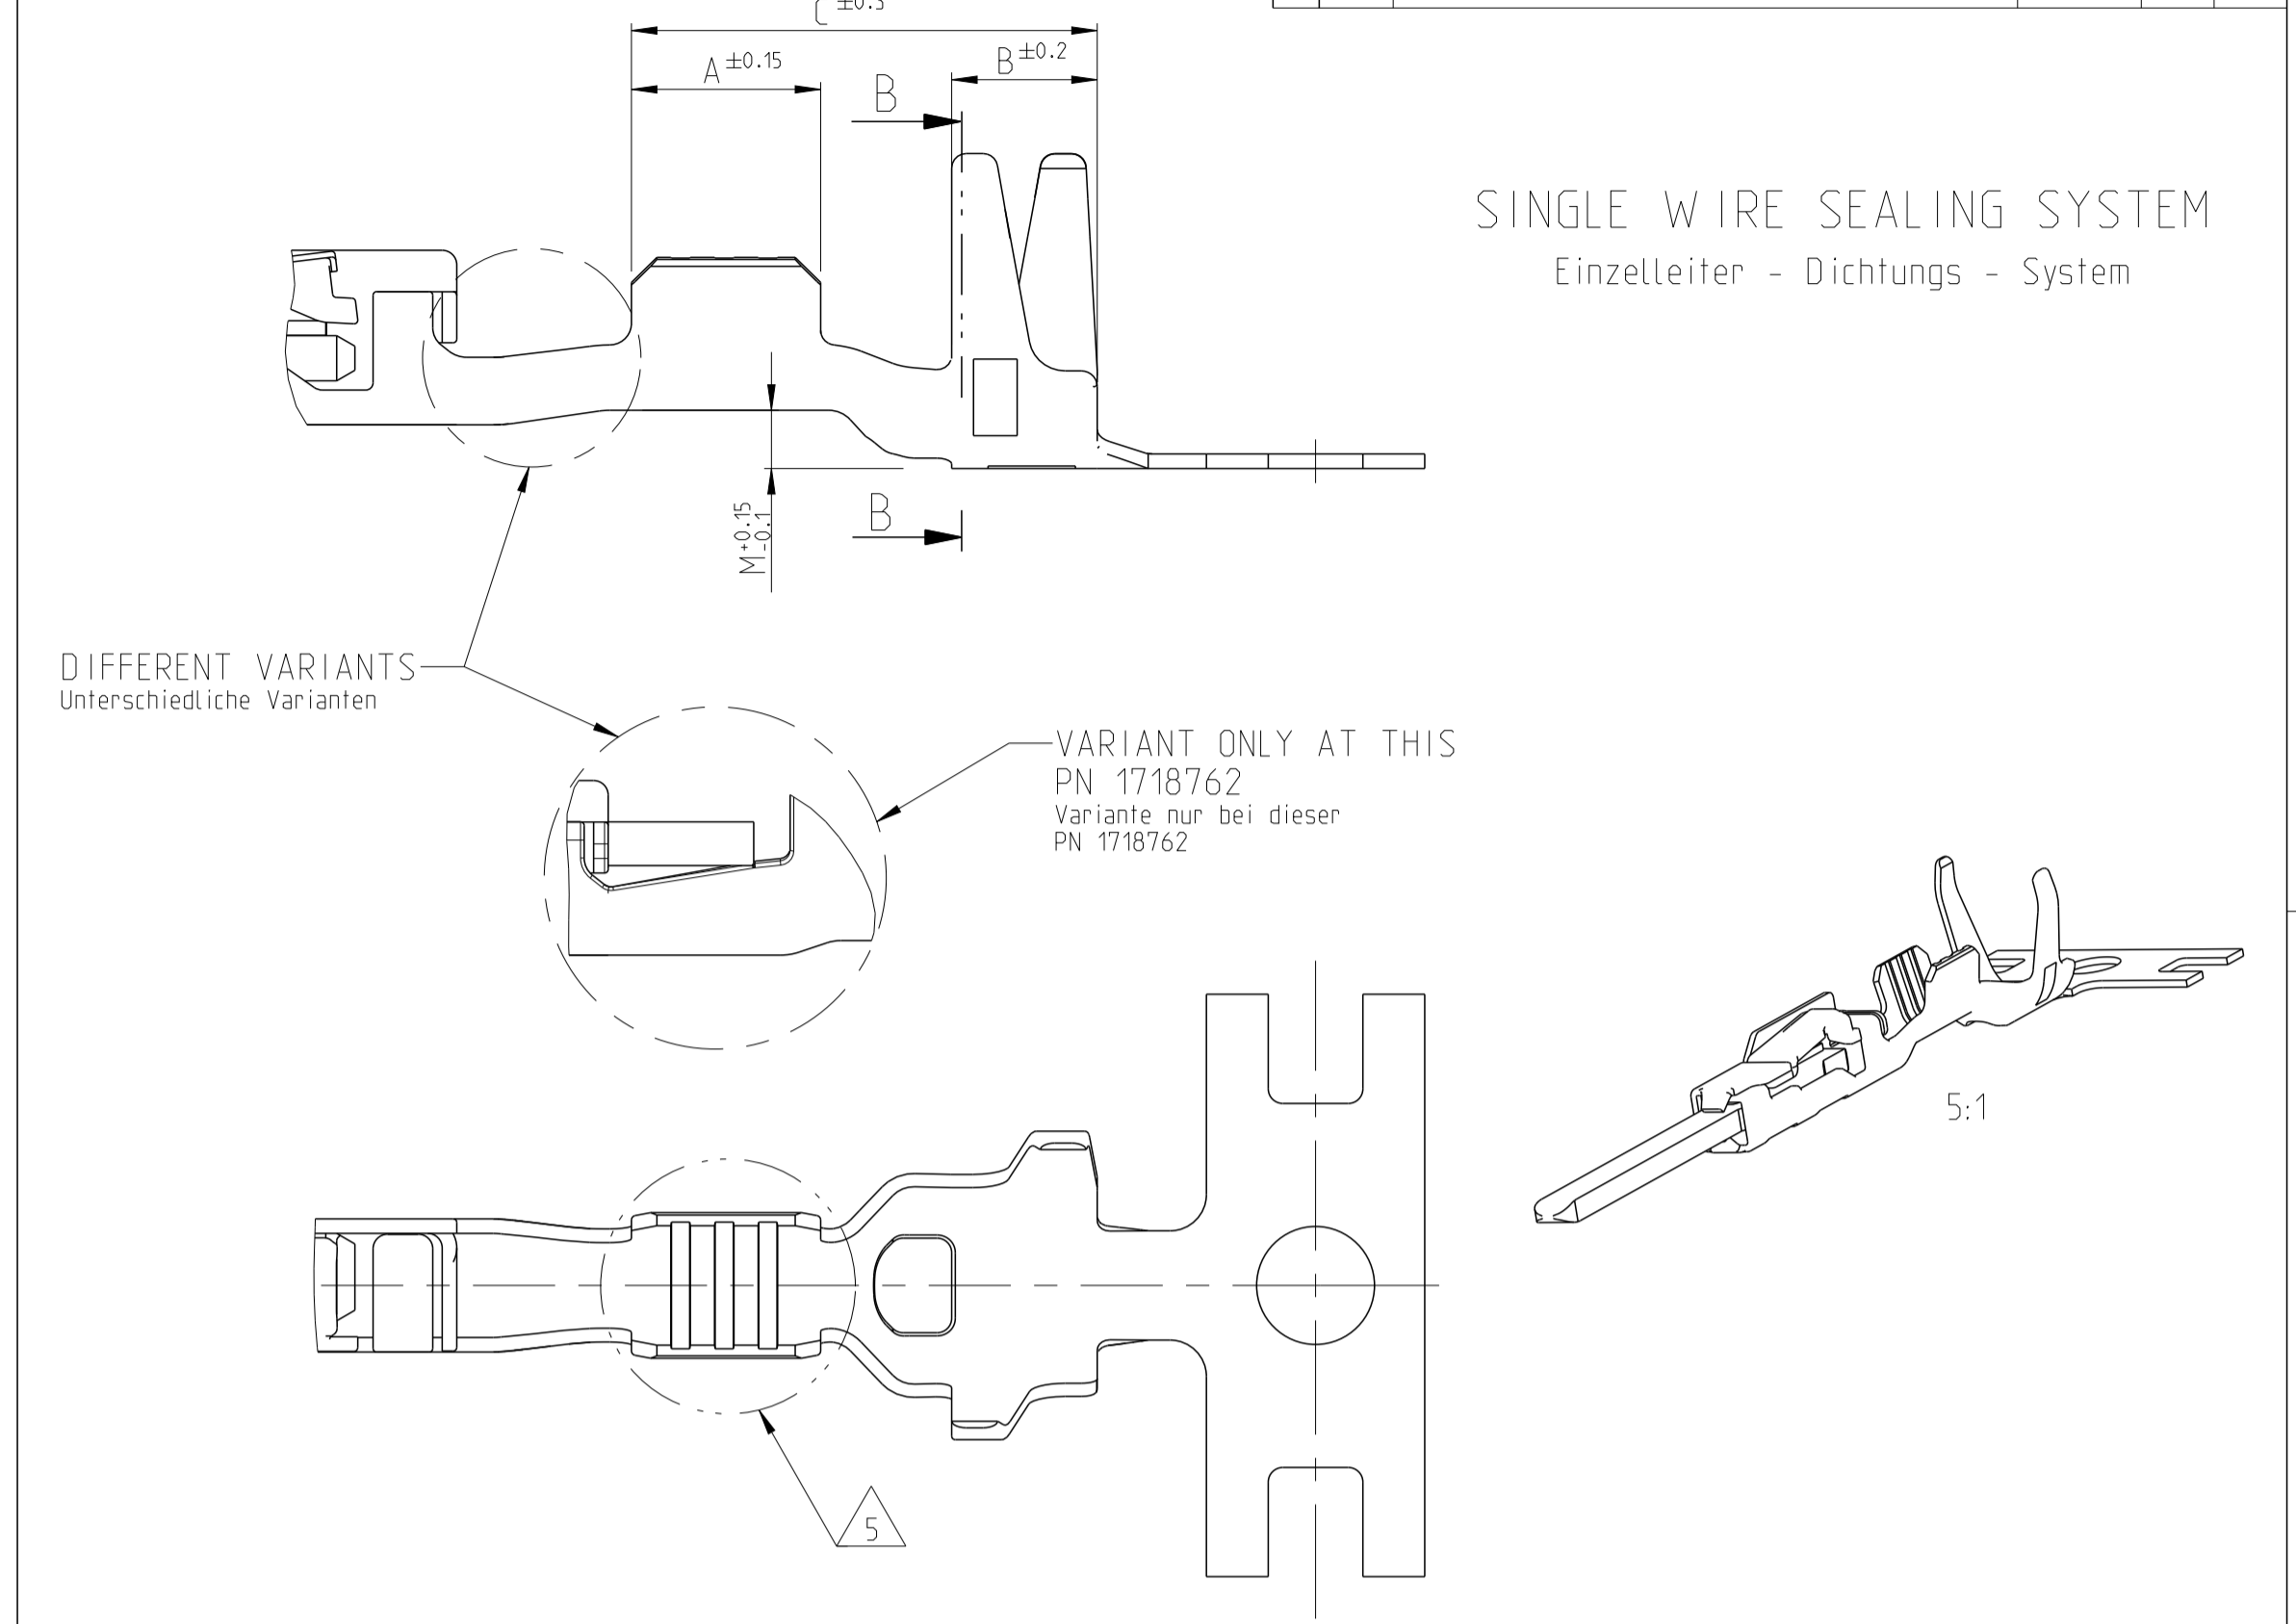 C ±0.3
A ±0.15
B ±0.2
B
SINGLE WIRE SEALING SYSTEM
Einzelleiter - Dichtungs - System
B
M +0.15
-0.1
DIFFERENT VARIANTS
Unterschiedliche Varianten
VARIANT ONLY AT THIS
PN 1718762
Variante nur bei dieser
PN 1718762
5:1
5